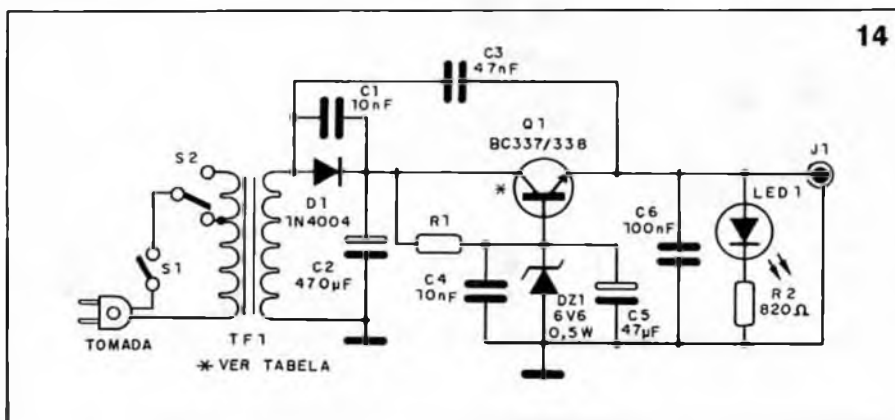 14
C3
47nF
C1
10nF
Q1
BC337/338
J1
S2
*
LED1
D1
1N4004
R1
C6
100nF
S1
C2
470µF
C4
10nF
DZ1
6V6
0,5W
C5
47µF
R2
820Ω
TOMADA
TF1
* VER TABELA